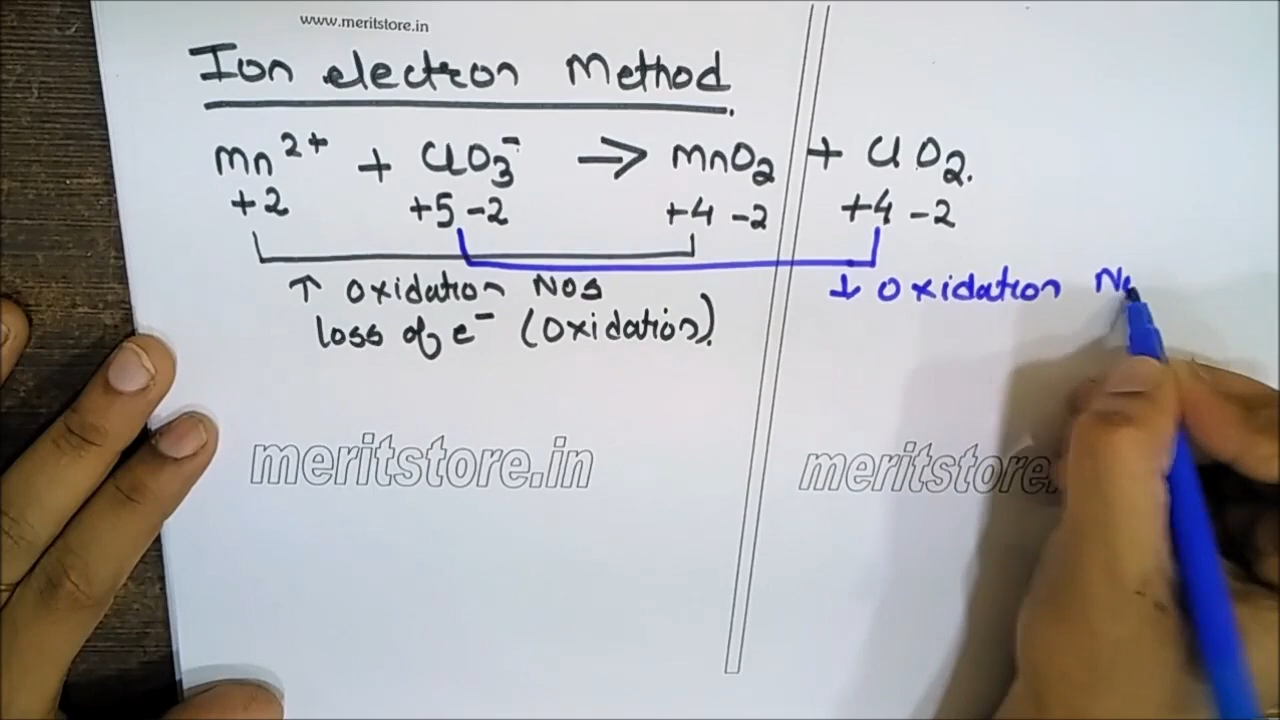 www.meritstore.in
Ion electron Method
Mn²⁺ + ClO₃⁻ → MnO₂ + ClO₂.
+2 +5 -2 +4 -2 +4 -2
↑ Oxidation Nos
loss of e⁻ (Oxidation).
↓ Oxidation
meritstore.in
meritstore.